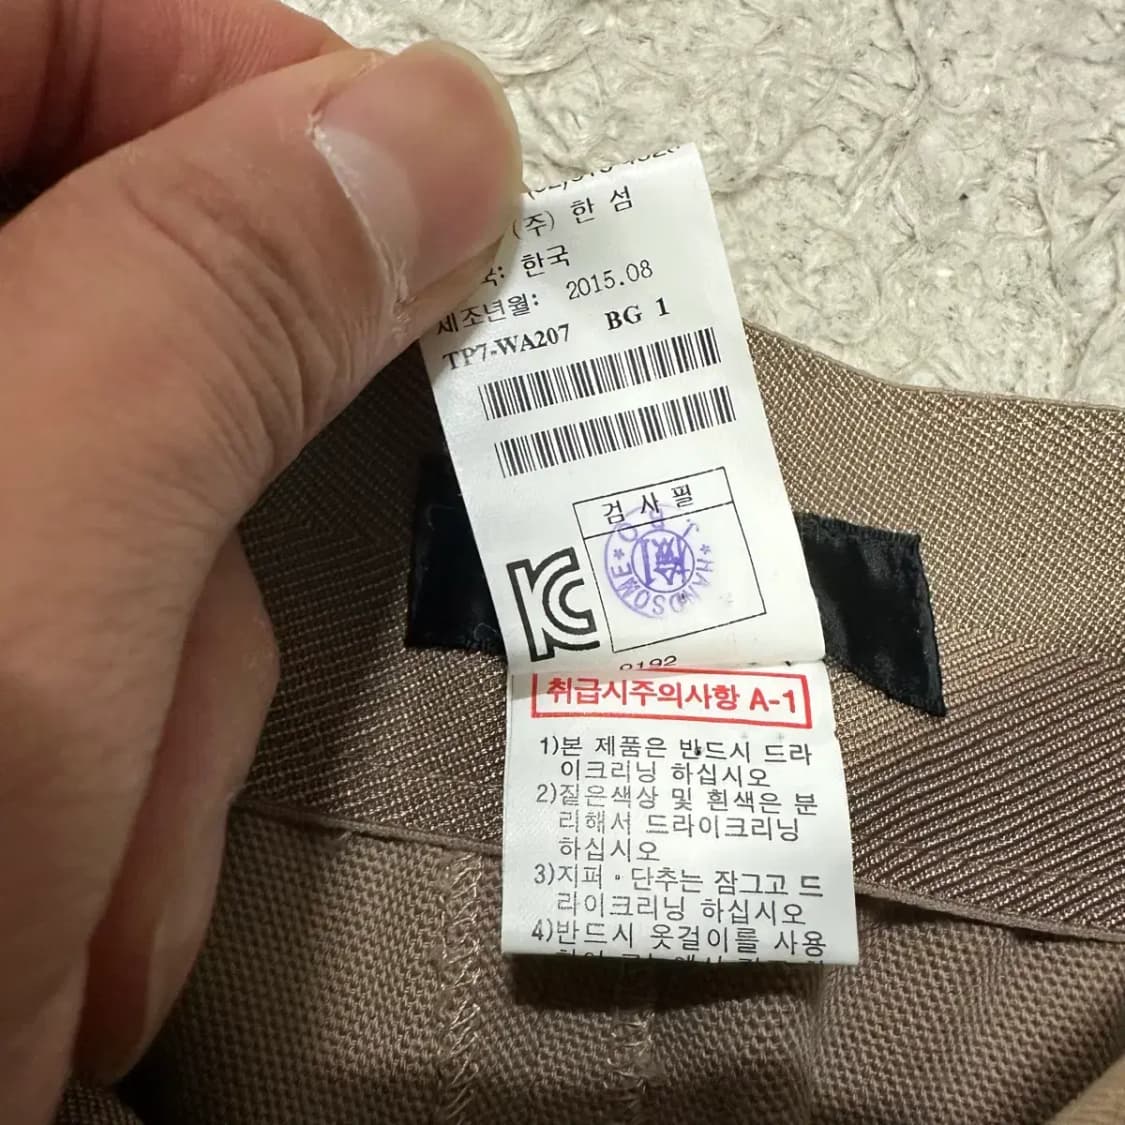 (주) 한 섬
국: 한국
제조년월: 2015.08
TP7-WA207 BG 1
검 사 필
HANDSOME CORP.
檢
KC
취급시주의사항 A-1
1)본 제품은 반드시 드라
이크리닝 하십시오
2)짙은색상 및 흰색은 분
리해서 드라이크리닝
하십시오
3)지퍼·단추는 잠그고 드
라이크리닝 하십시오
4)반드시 옷걸이를 사용